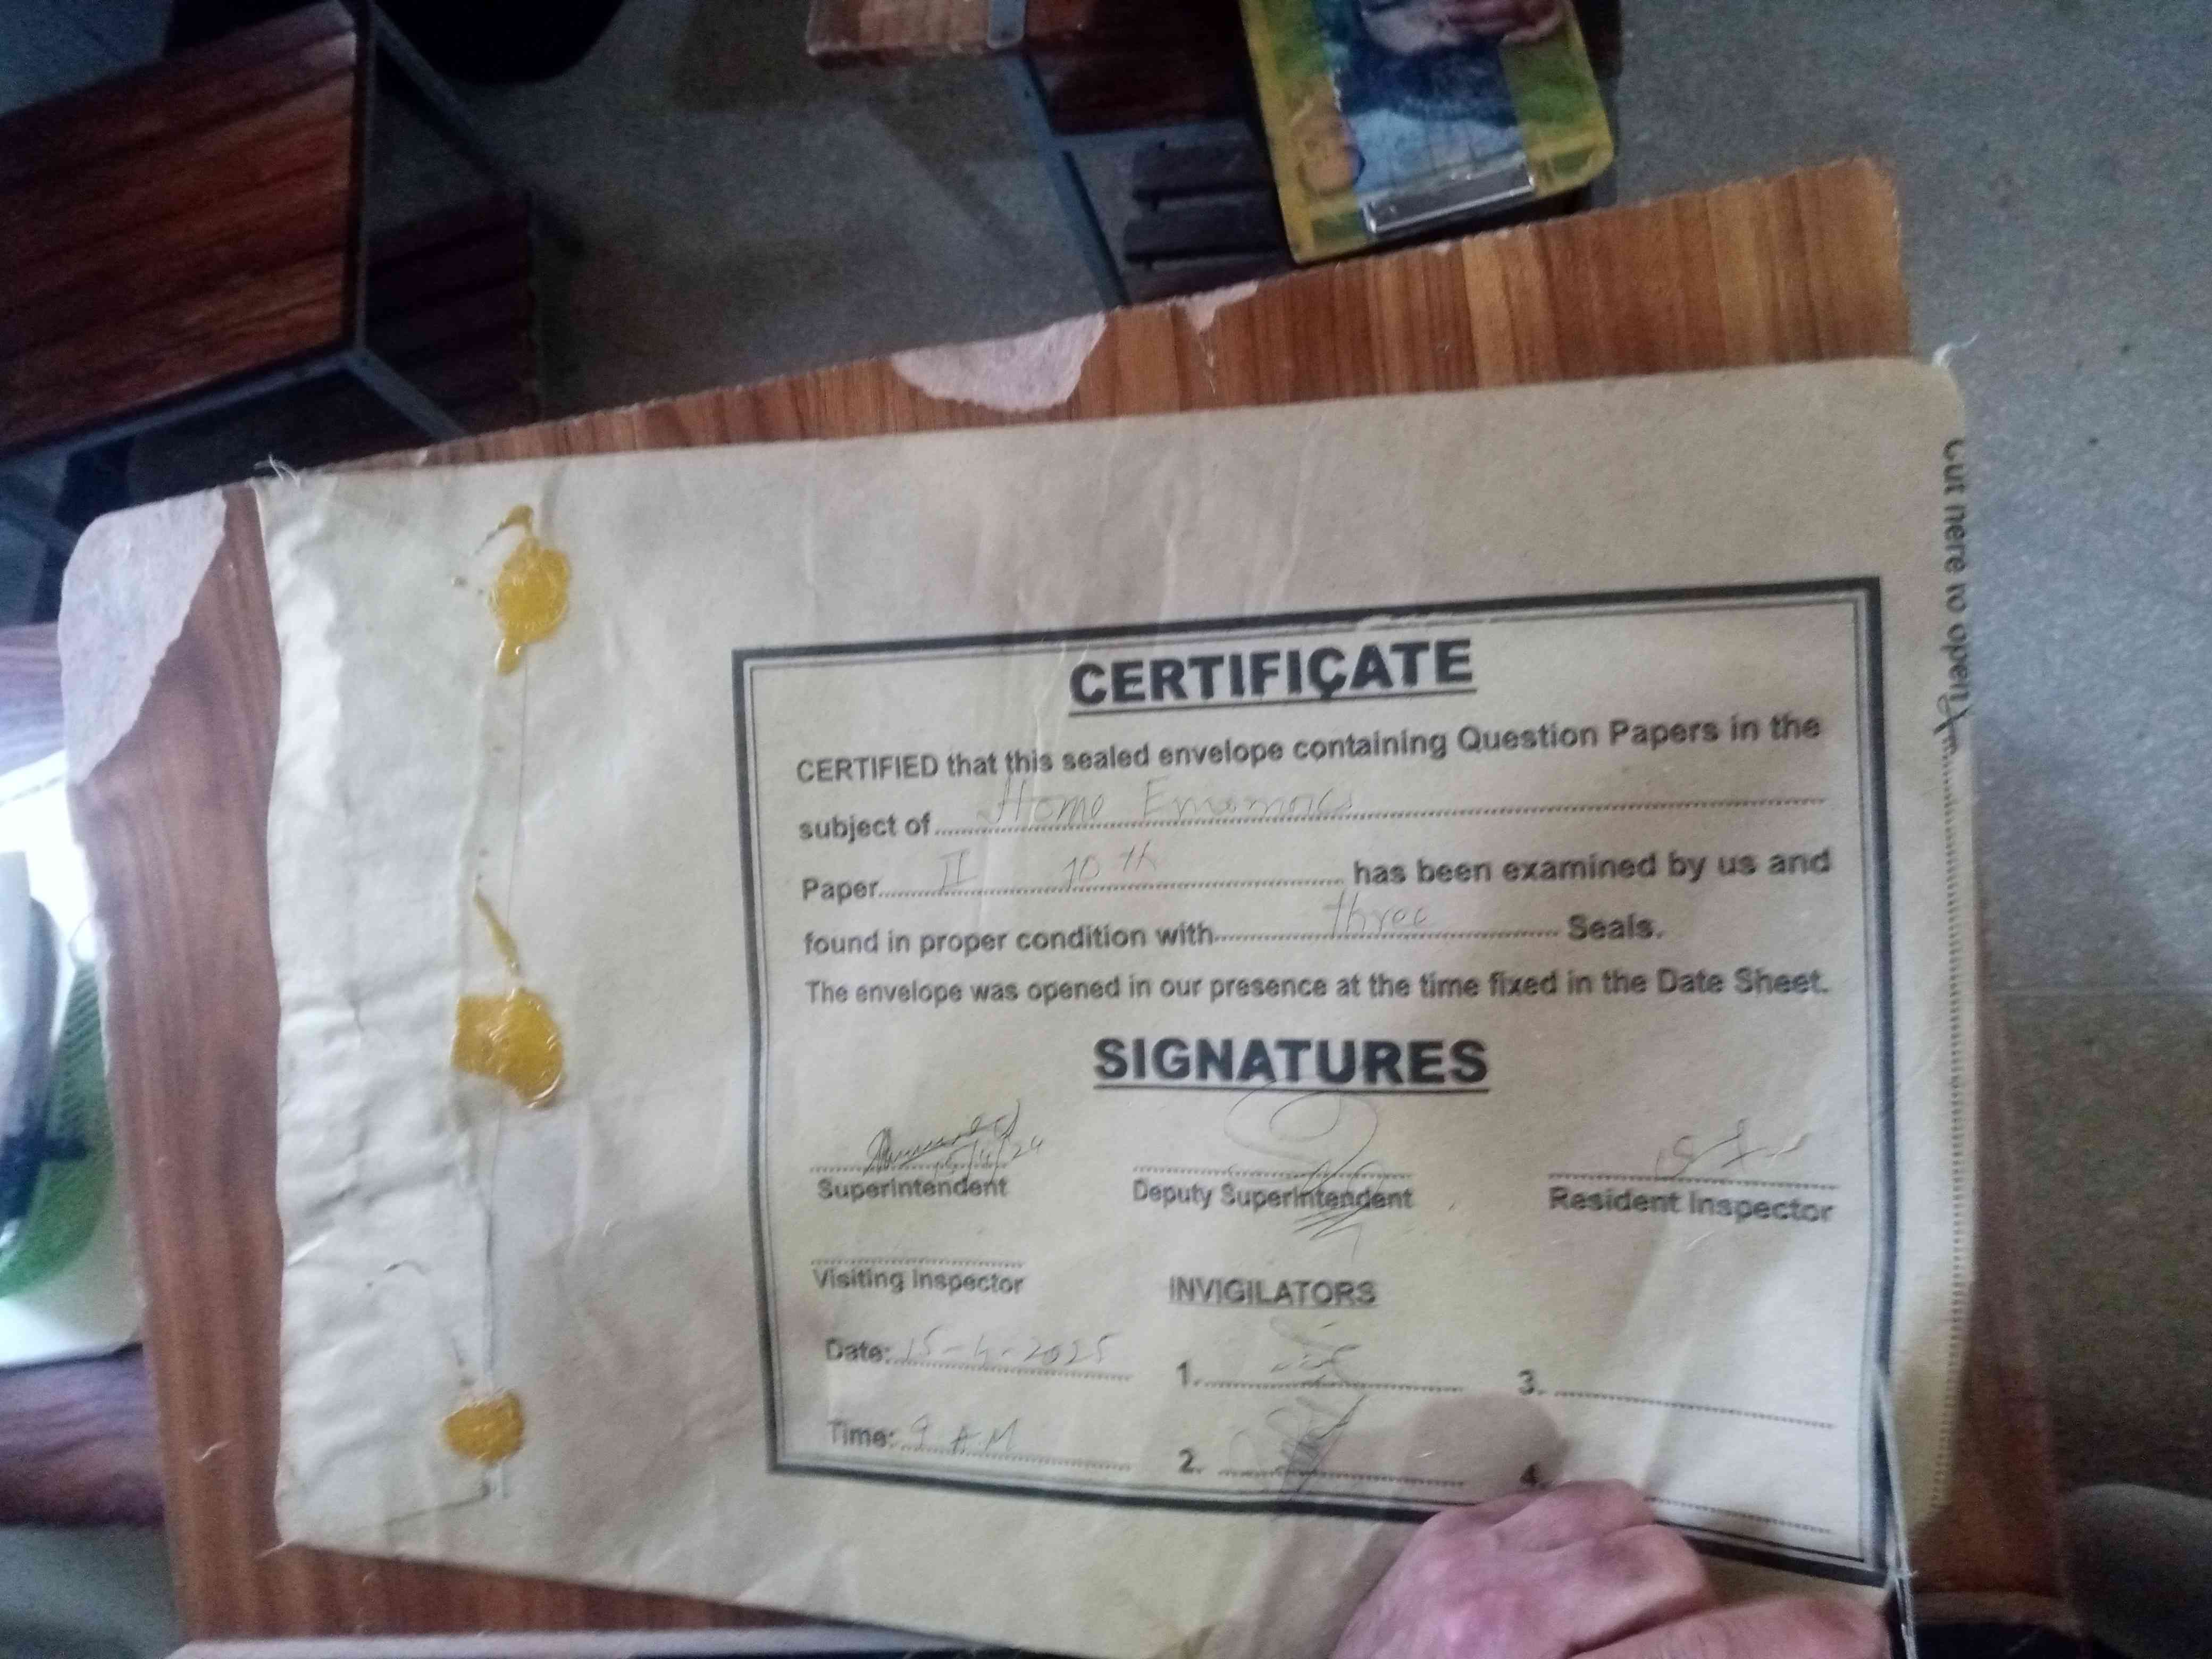 Cut here to open
CERTIFICATE
CERTIFIED that this sealed envelope containing Question Papers in the
subject of Home
Paper II 10 th has been examined by us and
found in proper condition with three Seals.
The envelope was opened in our presence at the time fixed in the Date Sheet.
SIGNATURES
Superintendent Deputy Superintendent Resident Inspector
Visiting Inspector INVIGILATORS
Date: 15-4-2025 1. 3.
Time: 9 AM 2. 4.